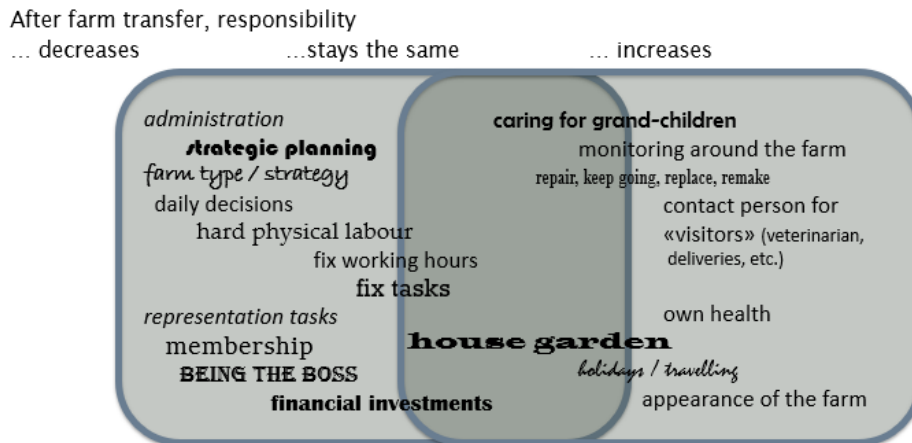 After farm transfer, responsibility
... decreases ...stays the same ... increases
administration
strategic planning
farm type / strategy
daily decisions
hard physical labour
fix working hours
fix tasks
representation tasks
membership
BEING THE BOSS
financial investments
house garden
caring for grand-children
monitoring around the farm
repair, keep going, replace, remake
contact person for
«visitors» (veterinarian,
deliveries, etc.)
own health
holidays / travelling
appearance of the farm